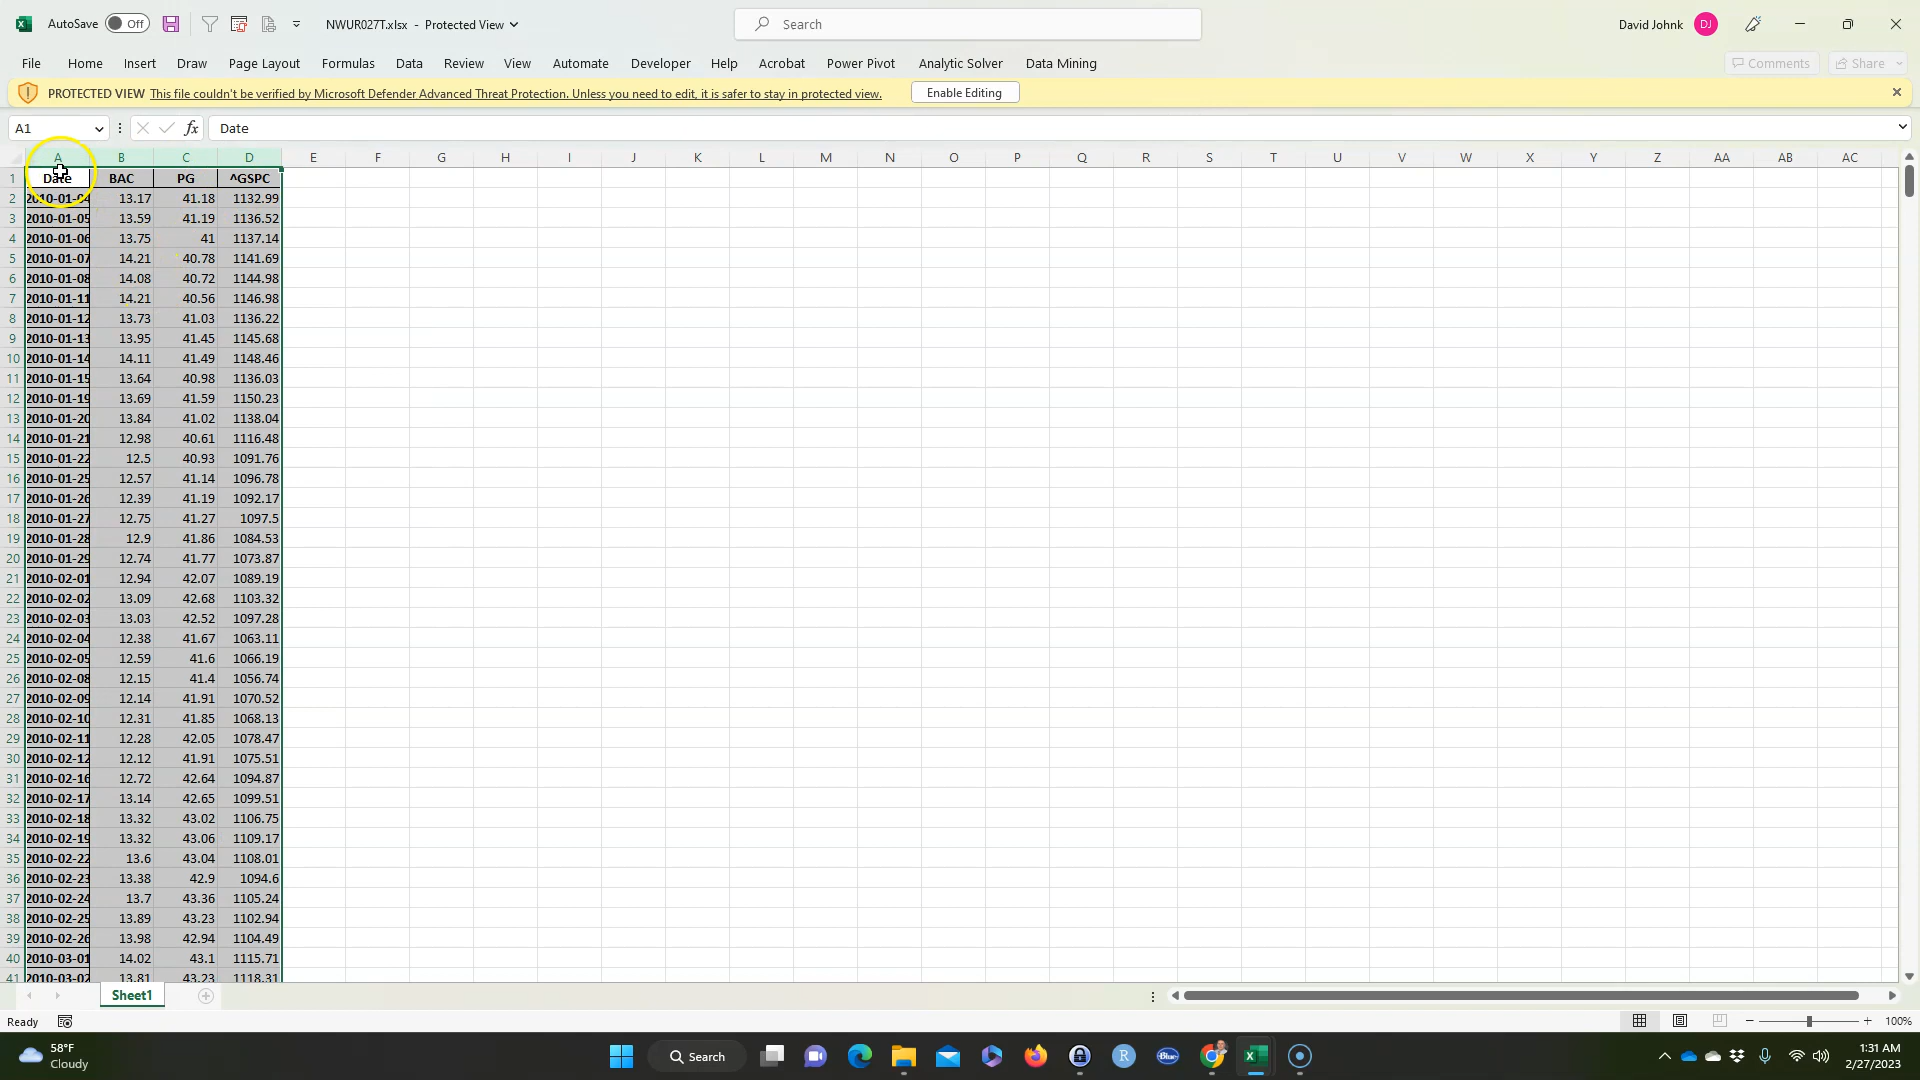 AutoSave Off NWUR027T.xlsx - Protected View Search David Johnk DJ
File Home Insert Draw Page Layout Formulas Data Review View Automate Developer Help Acrobat Power Pivot Analytic Solver Data Mining Comments Share
PROTECTED VIEW This file couldn't be verified by Microsoft Defender Advanced Threat Protection. Unless you need to edit, it is safer to stay in protected view. Enable Editing
A1 fx Date
A B C D E F G H I J K L M N O P Q R S T U V W X Y Z AA AB AC
1 Date BAC PG ^GSPC
2 2010-01-04 13.17 41.18 1132.99
3 2010-01-05 13.59 41.19 1136.52
4 2010-01-06 13.75 41 1137.14
5 2010-01-07 14.21 40.78 1141.69
6 2010-01-08 14.08 40.72 1144.98
7 2010-01-11 14.21 40.56 1146.98
8 2010-01-12 13.73 41.03 1136.22
9 2010-01-13 13.95 41.45 1145.68
10 2010-01-14 14.11 41.49 1148.46
11 2010-01-15 13.64 40.98 1136.03
12 2010-01-19 13.69 41.59 1150.23
13 2010-01-20 13.84 41.02 1138.04
14 2010-01-21 12.98 40.61 1116.48
15 2010-01-22 12.5 40.93 1091.76
16 2010-01-25 12.57 41.14 1096.78
17 2010-01-26 12.39 41.19 1092.17
18 2010-01-27 12.75 41.27 1097.5
19 2010-01-28 12.9 41.86 1084.53
20 2010-01-29 12.74 41.77 1073.87
21 2010-02-01 12.94 42.07 1089.19
22 2010-02-02 13.09 42.68 1103.32
23 2010-02-03 13.03 42.52 1097.28
24 2010-02-04 12.38 41.67 1063.11
25 2010-02-05 12.59 41.6 1066.19
26 2010-02-08 12.15 41.4 1056.74
27 2010-02-09 12.14 41.91 1070.52
28 2010-02-10 12.31 41.85 1068.13
29 2010-02-11 12.28 42.05 1078.47
30 2010-02-12 12.12 41.91 1075.51
31 2010-02-16 12.72 42.64 1094.87
32 2010-02-17 13.14 42.65 1099.51
33 2010-02-18 13.32 43.02 1106.75
34 2010-02-19 13.32 43.06 1109.17
35 2010-02-22 13.6 43.04 1108.01
36 2010-02-23 13.38 42.9 1094.6
37 2010-02-24 13.7 43.36 1105.24
38 2010-02-25 13.89 43.23 1102.94
39 2010-02-26 13.98 42.94 1104.49
40 2010-03-01 14.02 43.1 1115.71
41 2010-03-02 13.81 43.23 1118.31
Sheet1
Ready 100%
58°F Search 1:31 AM
Cloudy 2/27/2023